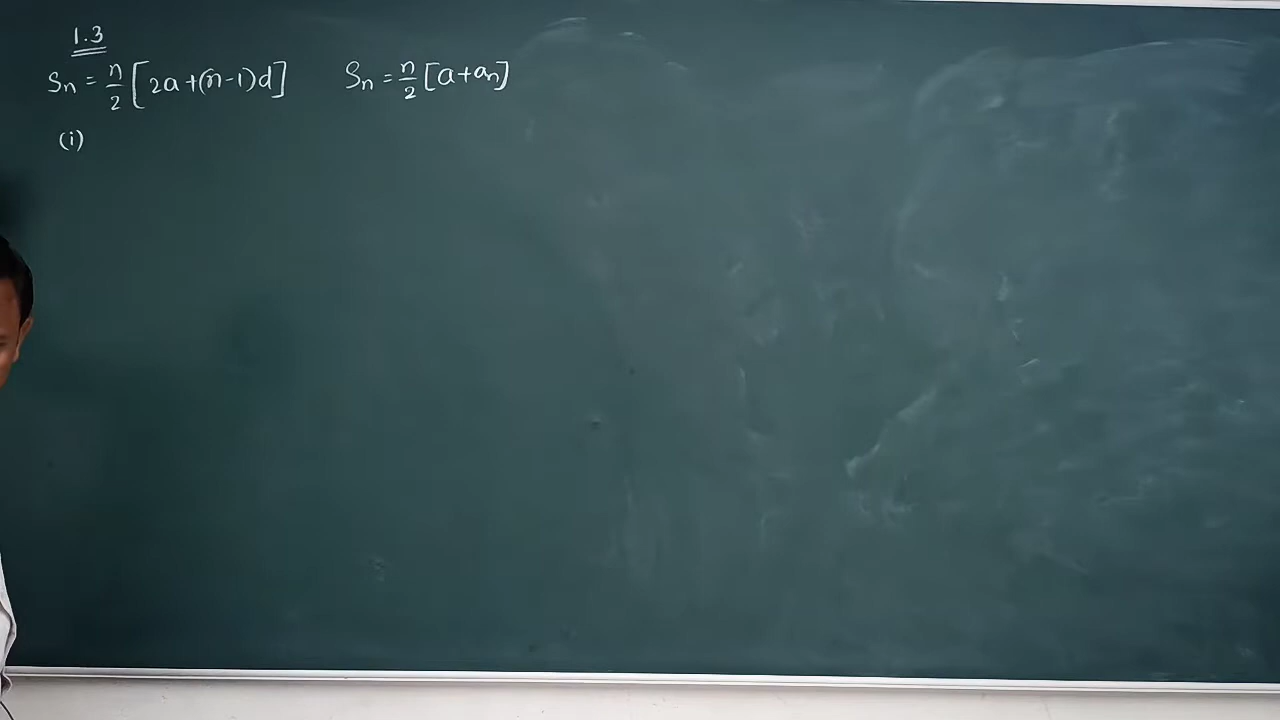 1.3
Sn = n/2 [2a+(n-1)d] Sn = n/2 [a+an]
(i)